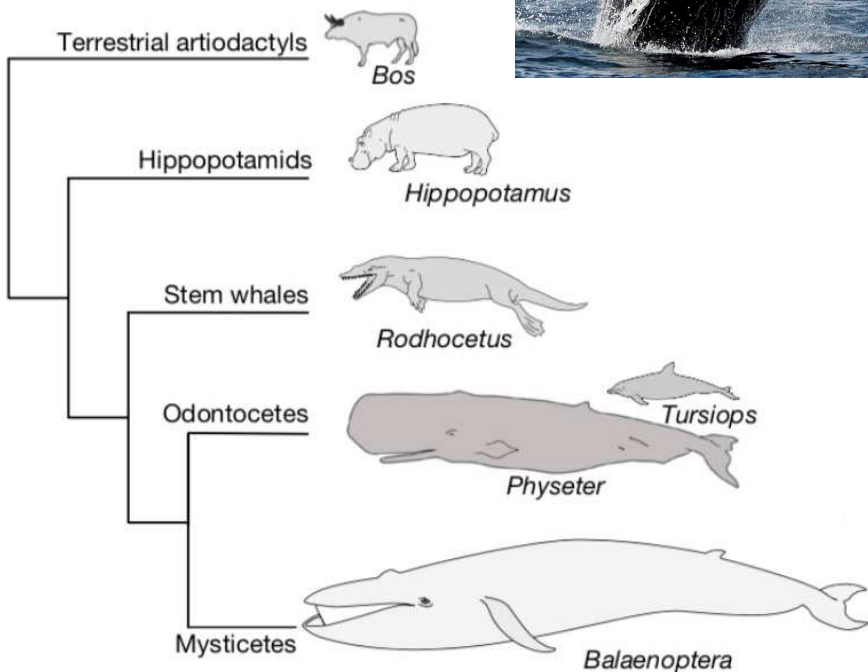 Terrestrial artiodactyls
Bos
Hippopotamids
Hippopotamus
Stem whales
Rodhocetus
Odontocetes
Tursiops
Physeter
Mysticetes
Balaenoptera